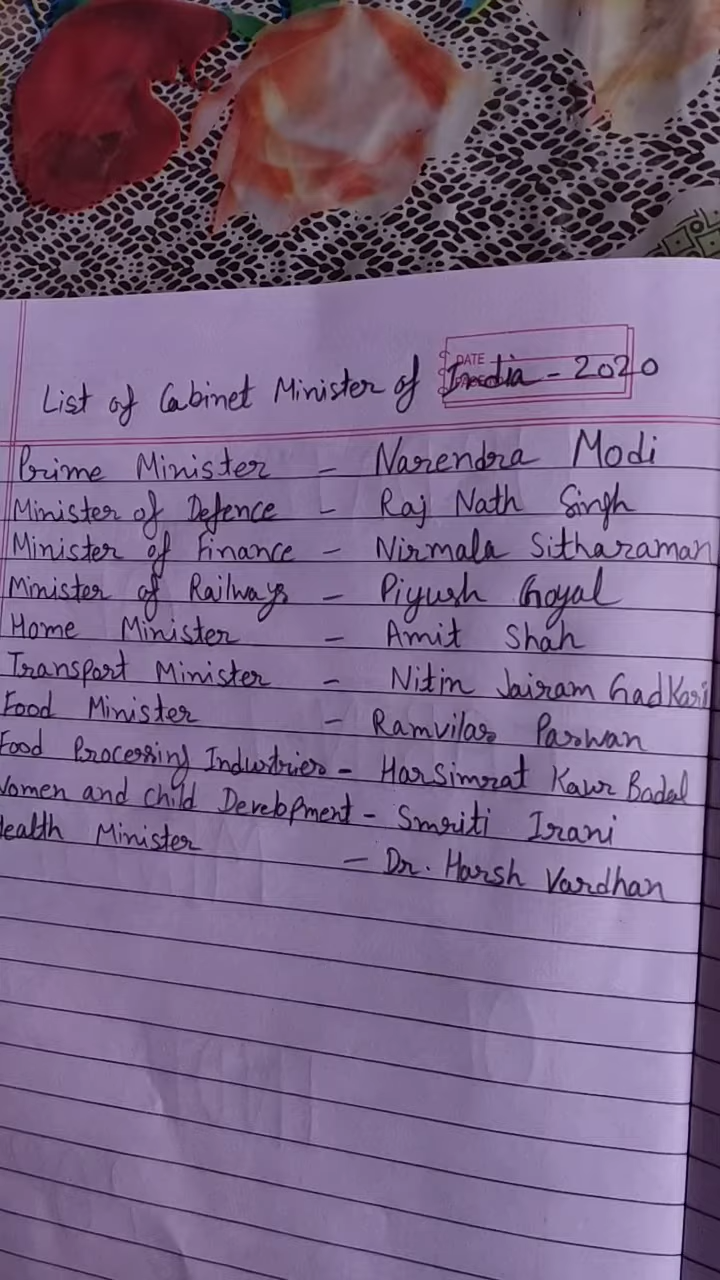 DATE
List of Cabinet Minister of India - 2020
Prime Minister - Narendra Modi
Minister of Defence - Raj Nath Singh
Minister of Finance - Nirmala Sitharaman
Minister of Railways - Piyush Goyal
Home Minister - Amit Shah
Transport Minister - Nitin Jairam Gadkari
Food Minister - Ramvilas Parwan
Food Processing Industries - Harsimrat Kaur Badal
Women and Child Development - Smriti Irani
Health Minister - Dr. Harsh Vardhan